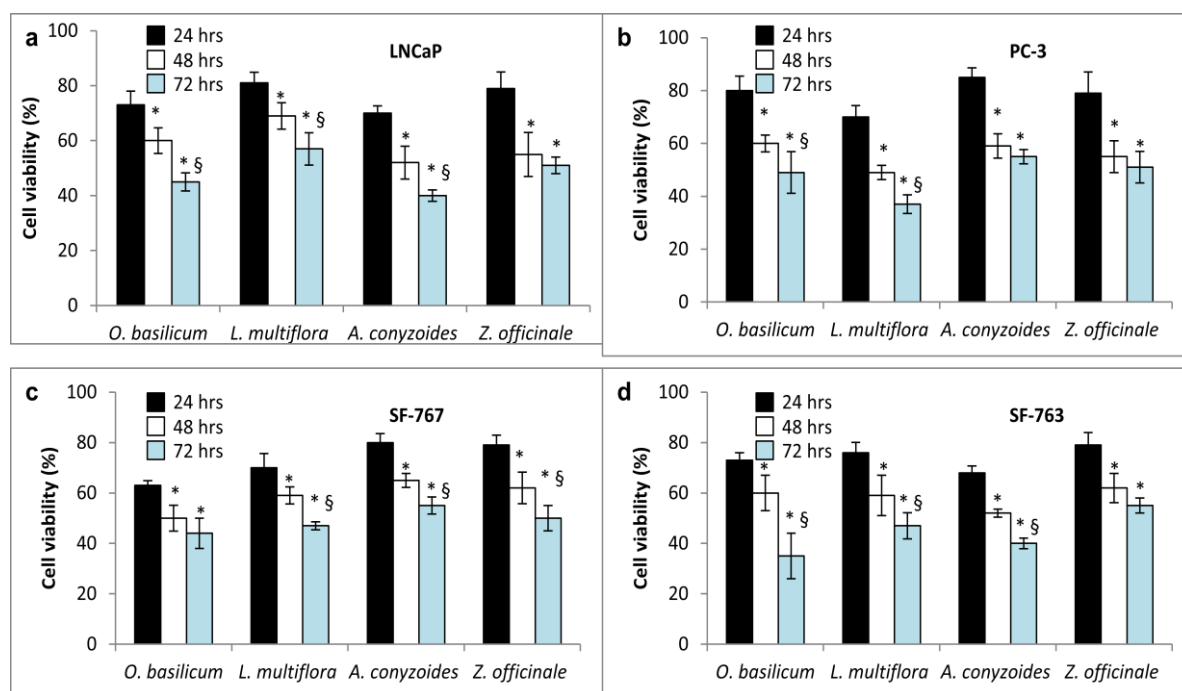 a
LNCaP
24 hrs
48 hrs
72 hrs
Cell viability (%)
100
80
60
40
20
0
* * § * * § * * § * *
O. basilicum L. multiflora A. conyzoides Z. officinale
b
PC-3
24 hrs
48 hrs
72 hrs
Cell viability (%)
100
80
60
40
20
0
* * § * * § * * * *
O. basilicum L. multiflora A. conyzoides Z. officinale
c
SF-767
24 hrs
48 hrs
72 hrs
Cell viability (%)
100
80
60
40
20
0
* * * * § * * § * * §
O. basilicum L. multiflora A. conyzoides Z. officinale
d
SF-763
24 hrs
48 hrs
72 hrs
Cell viability (%)
100
80
60
40
20
0
* * § * * § * * § * *
O. basilicum L. multiflora A. conyzoides Z. officinale